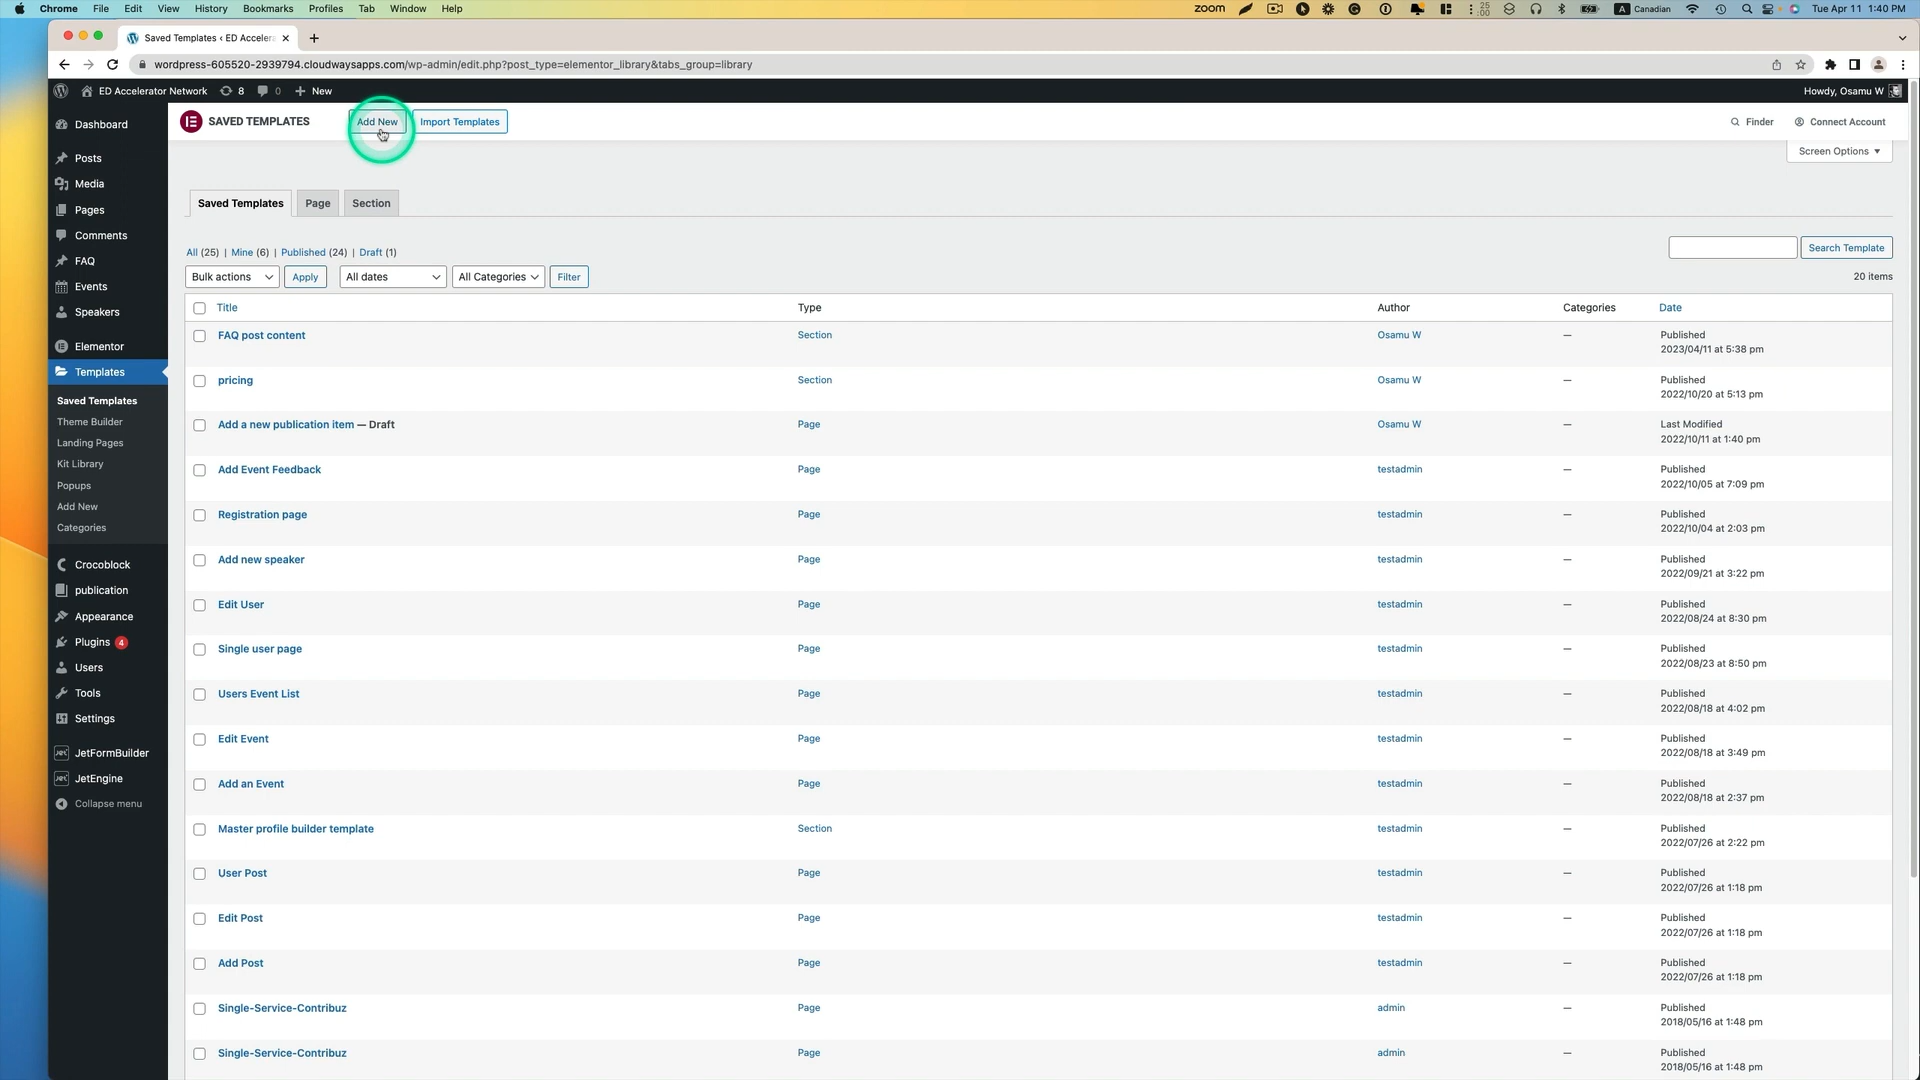 Chrome File Edit View History Bookmarks Profiles Tab Window Help zoom 25 :00 A Canadian Tue Apr 11 1:40 PM
Saved Templates ‹ ED Accelera
wordpress-605520-2939794.cloudwaysapps.com/wp-admin/edit.php?post_type=elementor_library&tabs_group=library
ED Accelerator Network 8 0 + New Howdy, Osamu W
SAVED TEMPLATES Add New Import Templates Finder Connect Account
Screen Options
Dashboard
Posts
Media
Pages
Comments
FAQ
Events
Speakers
Elementor
Templates
Saved Templates
Theme Builder
Landing Pages
Kit Library
Popups
Add New
Categories
Crocoblock
publication
Appearance
Plugins 4
Users
Tools
Settings
JetFormBuilder
JetEngine
Collapse menu
Saved Templates Page Section
All (25) | Mine (6) | Published (24) | Draft (1) Search Template
Bulk actions Apply All dates All Categories Filter 20 items
Title Type Author Categories Date
FAQ post content Section Osamu W — Published
2023/04/11 at 5:38 pm
pricing Section Osamu W — Published
2022/10/20 at 5:13 pm
Add a new publication item — Draft Page Osamu W — Last Modified
2022/10/11 at 1:40 pm
Add Event Feedback Page testadmin — Published
2022/10/05 at 7:09 pm
Registration page Page testadmin — Published
2022/10/04 at 2:03 pm
Add new speaker Page testadmin — Published
2022/09/21 at 3:22 pm
Edit User Page testadmin — Published
2022/08/24 at 8:30 pm
Single user page Page testadmin — Published
2022/08/23 at 8:50 pm
Users Event List Page testadmin — Published
2022/08/18 at 4:02 pm
Edit Event Page testadmin — Published
2022/08/18 at 3:49 pm
Add an Event Page testadmin — Published
2022/08/18 at 2:37 pm
Master profile builder template Section testadmin — Published
2022/07/26 at 2:22 pm
User Post Page testadmin — Published
2022/07/26 at 1:18 pm
Edit Post Page testadmin — Published
2022/07/26 at 1:18 pm
Add Post Page testadmin — Published
2022/07/26 at 1:18 pm
Single-Service-Contribuz Page admin — Published
2018/05/16 at 1:48 pm
Single-Service-Contribuz Page admin — Published
2018/05/16 at 1:48 pm